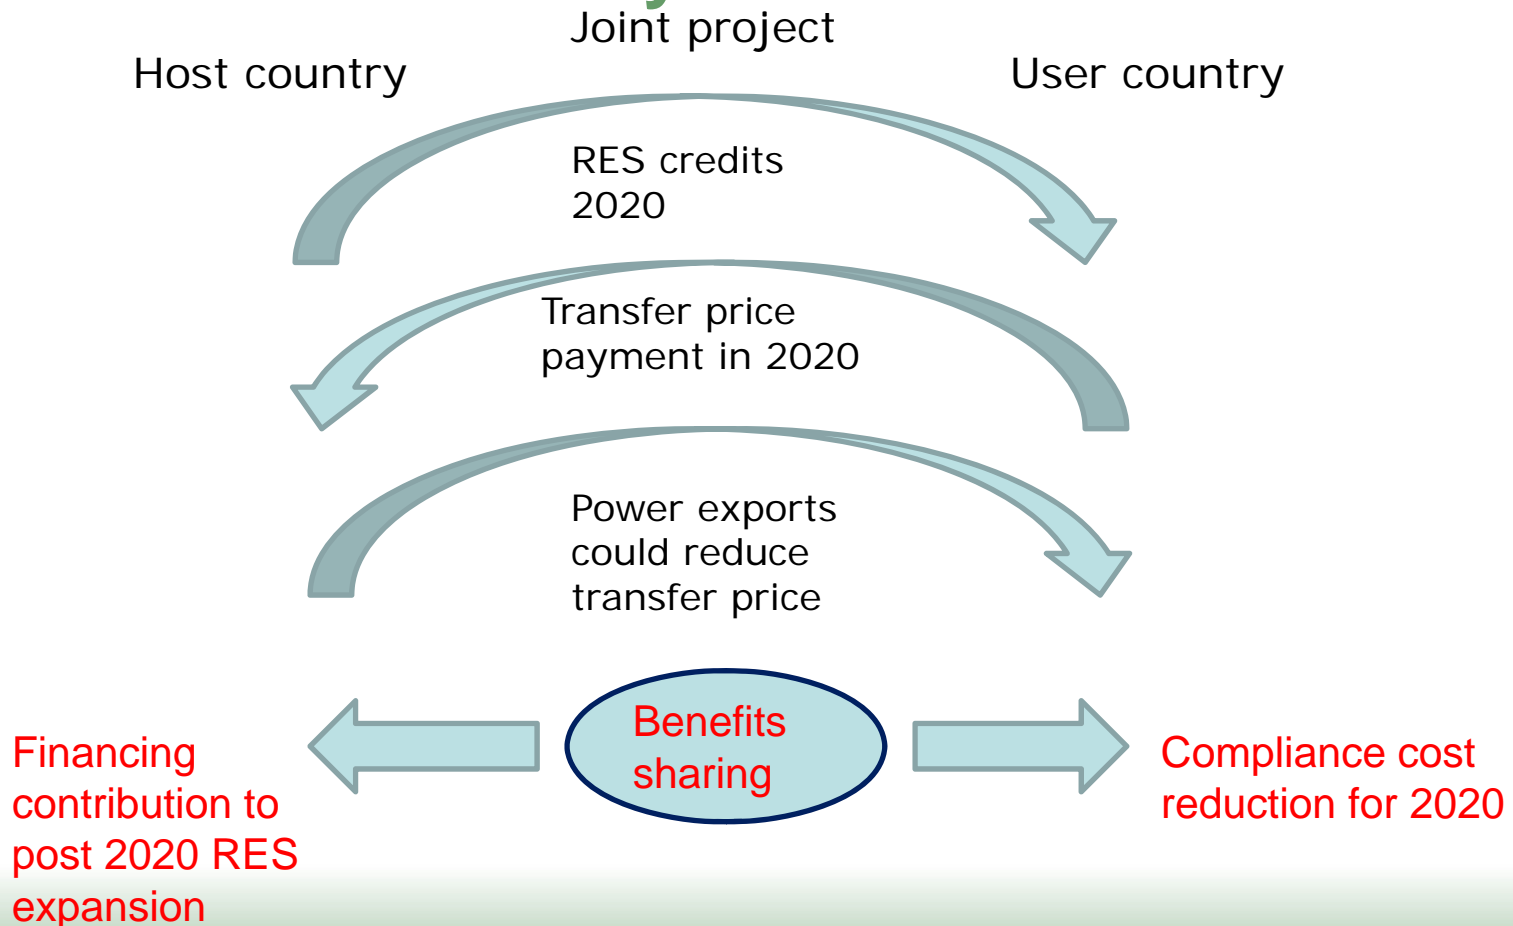 Joint project
Host country
User country
RES credits
2020
Transfer price
payment in 2020
Power exports
could reduce
transfer price
Benefits
sharing
Financing
contribution to
post 2020 RES
expansion
Compliance cost
reduction for 2020